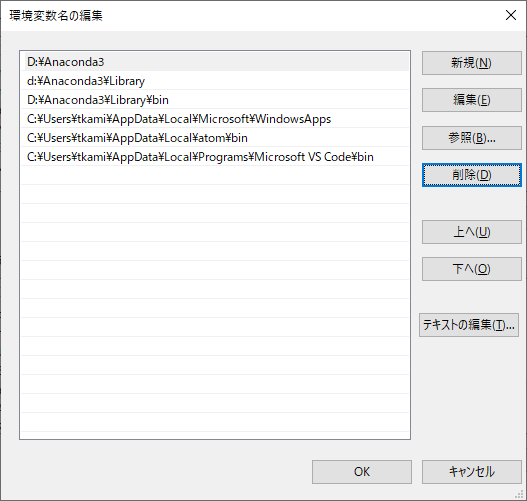 環境変数名の編集
D:¥Anaconda3
d:¥Anaconda3¥Library
D:¥Anaconda3¥Library¥bin
C:¥Users¥tkami¥AppData¥Local¥Microsoft¥WindowsApps
C:¥Users¥tkami¥AppData¥Local¥atom¥bin
C:¥Users¥tkami¥AppData¥Local¥Programs¥Microsoft VS Code¥bin
新規(N)
編集(E)
参照(B)...
削除(D)
上へ(U)
下へ(O)
テキストの編集(T)...
OK
キャンセル